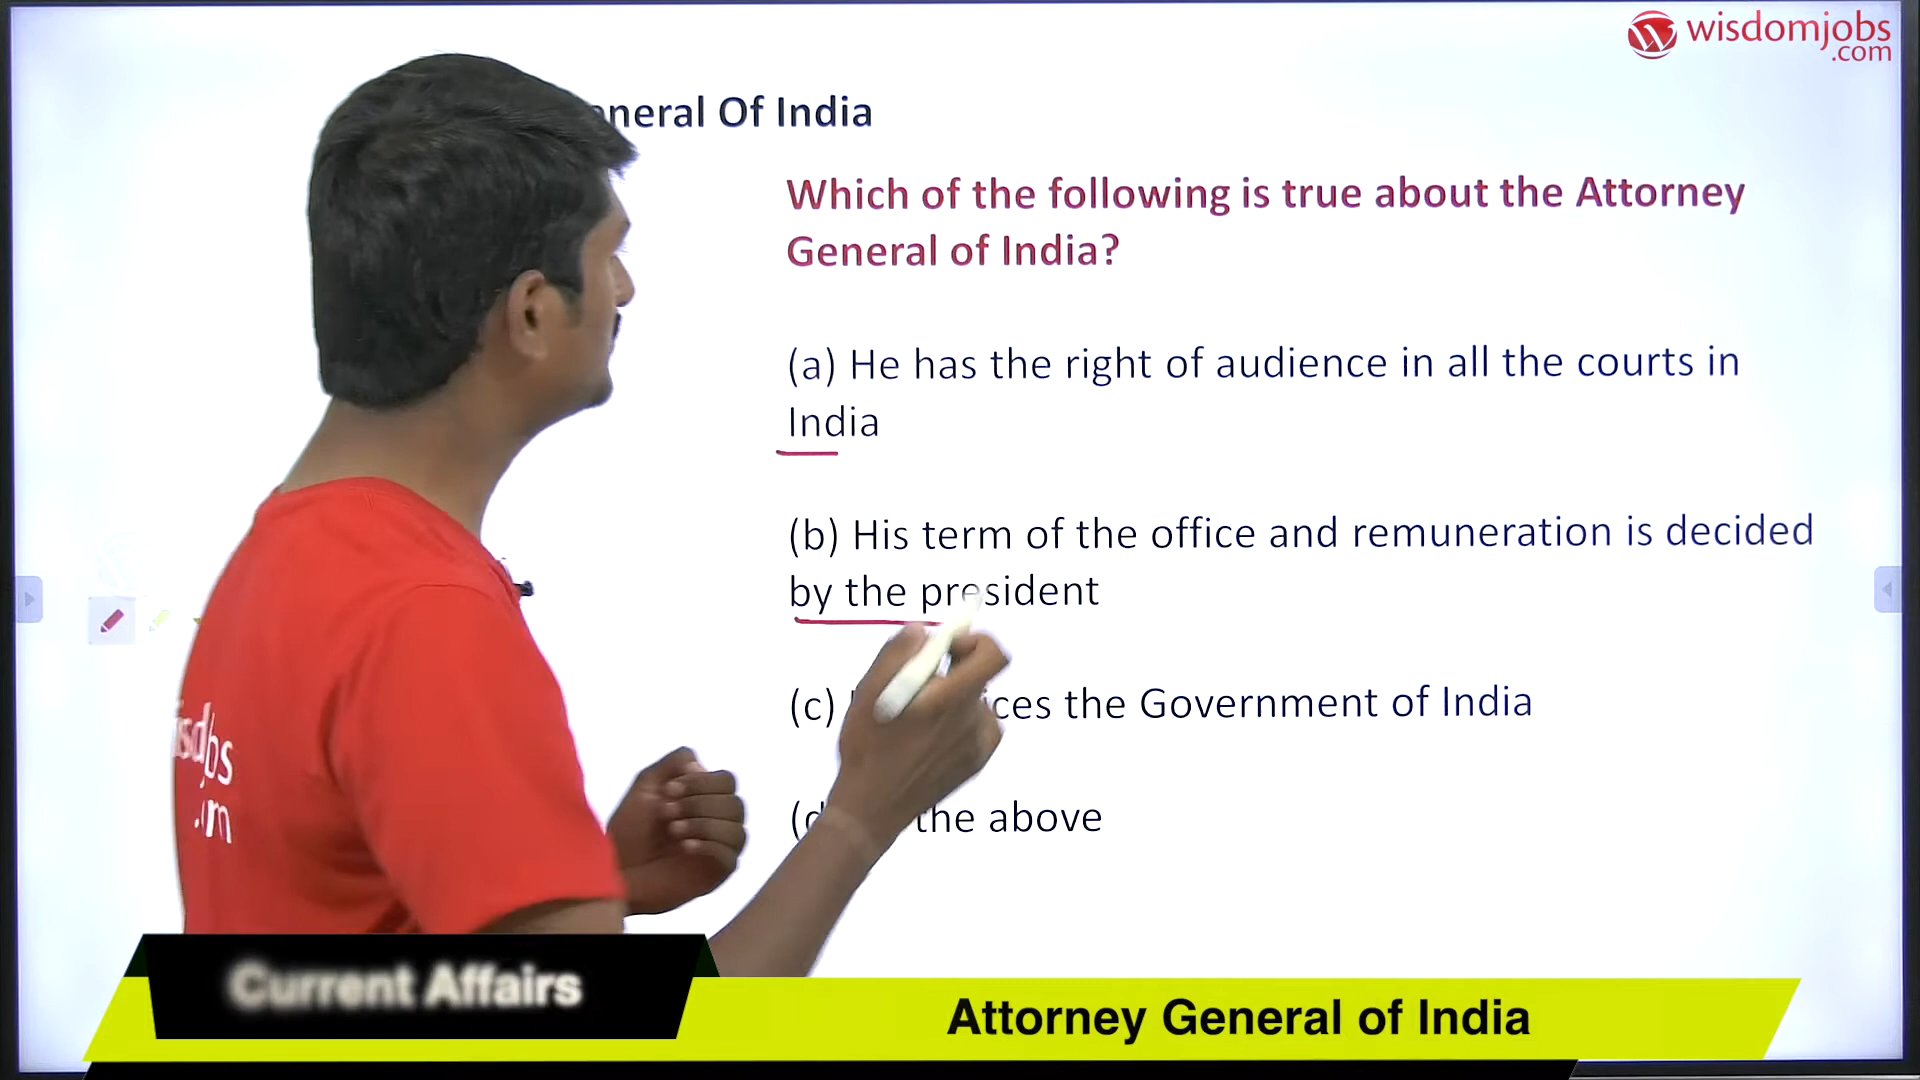 wisdomjobs
.com
General Of India
Which of the following is true about the Attorney
General of India?
(a) He has the right of audience in all the courts in
India
(b) His term of the office and remuneration is decided
by the president
(c) the Government of India
the above
Current Affairs
Attorney General of India